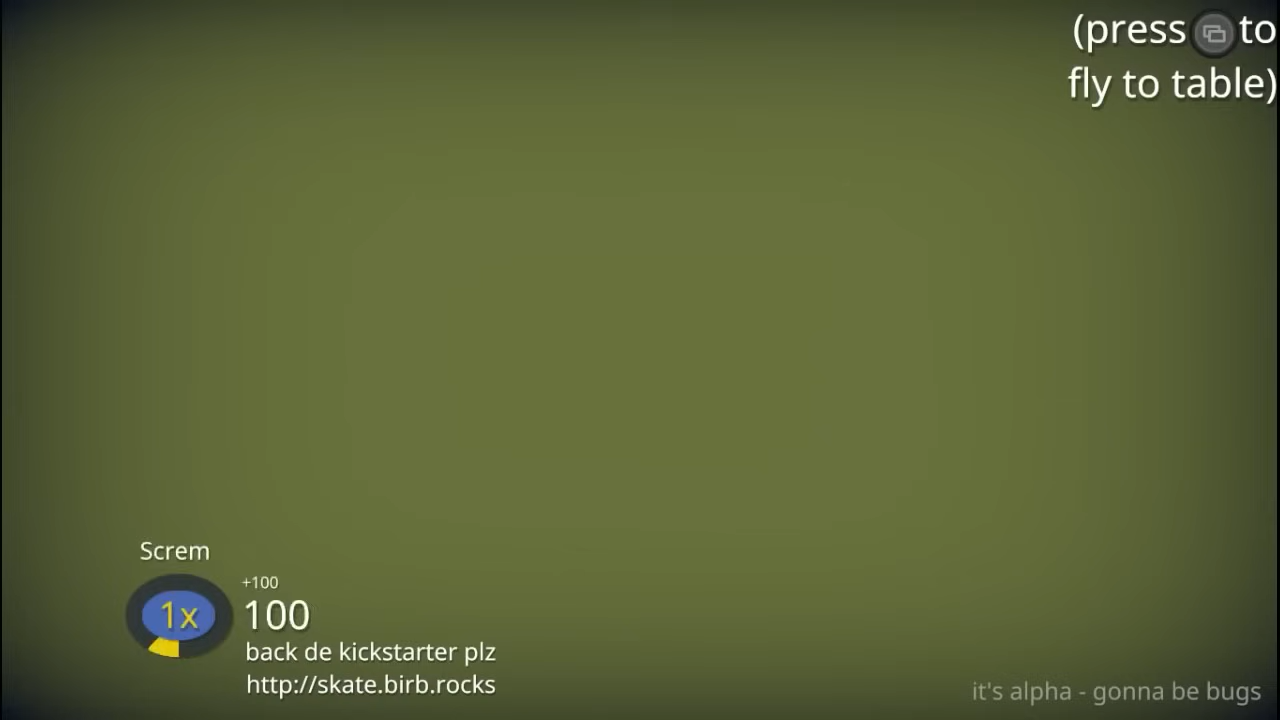 (press to
fly to table)
Screm
+100
1x
100
back de kickstarter plz
http://skate.birb.rocks
it's alpha - gonna be bugs